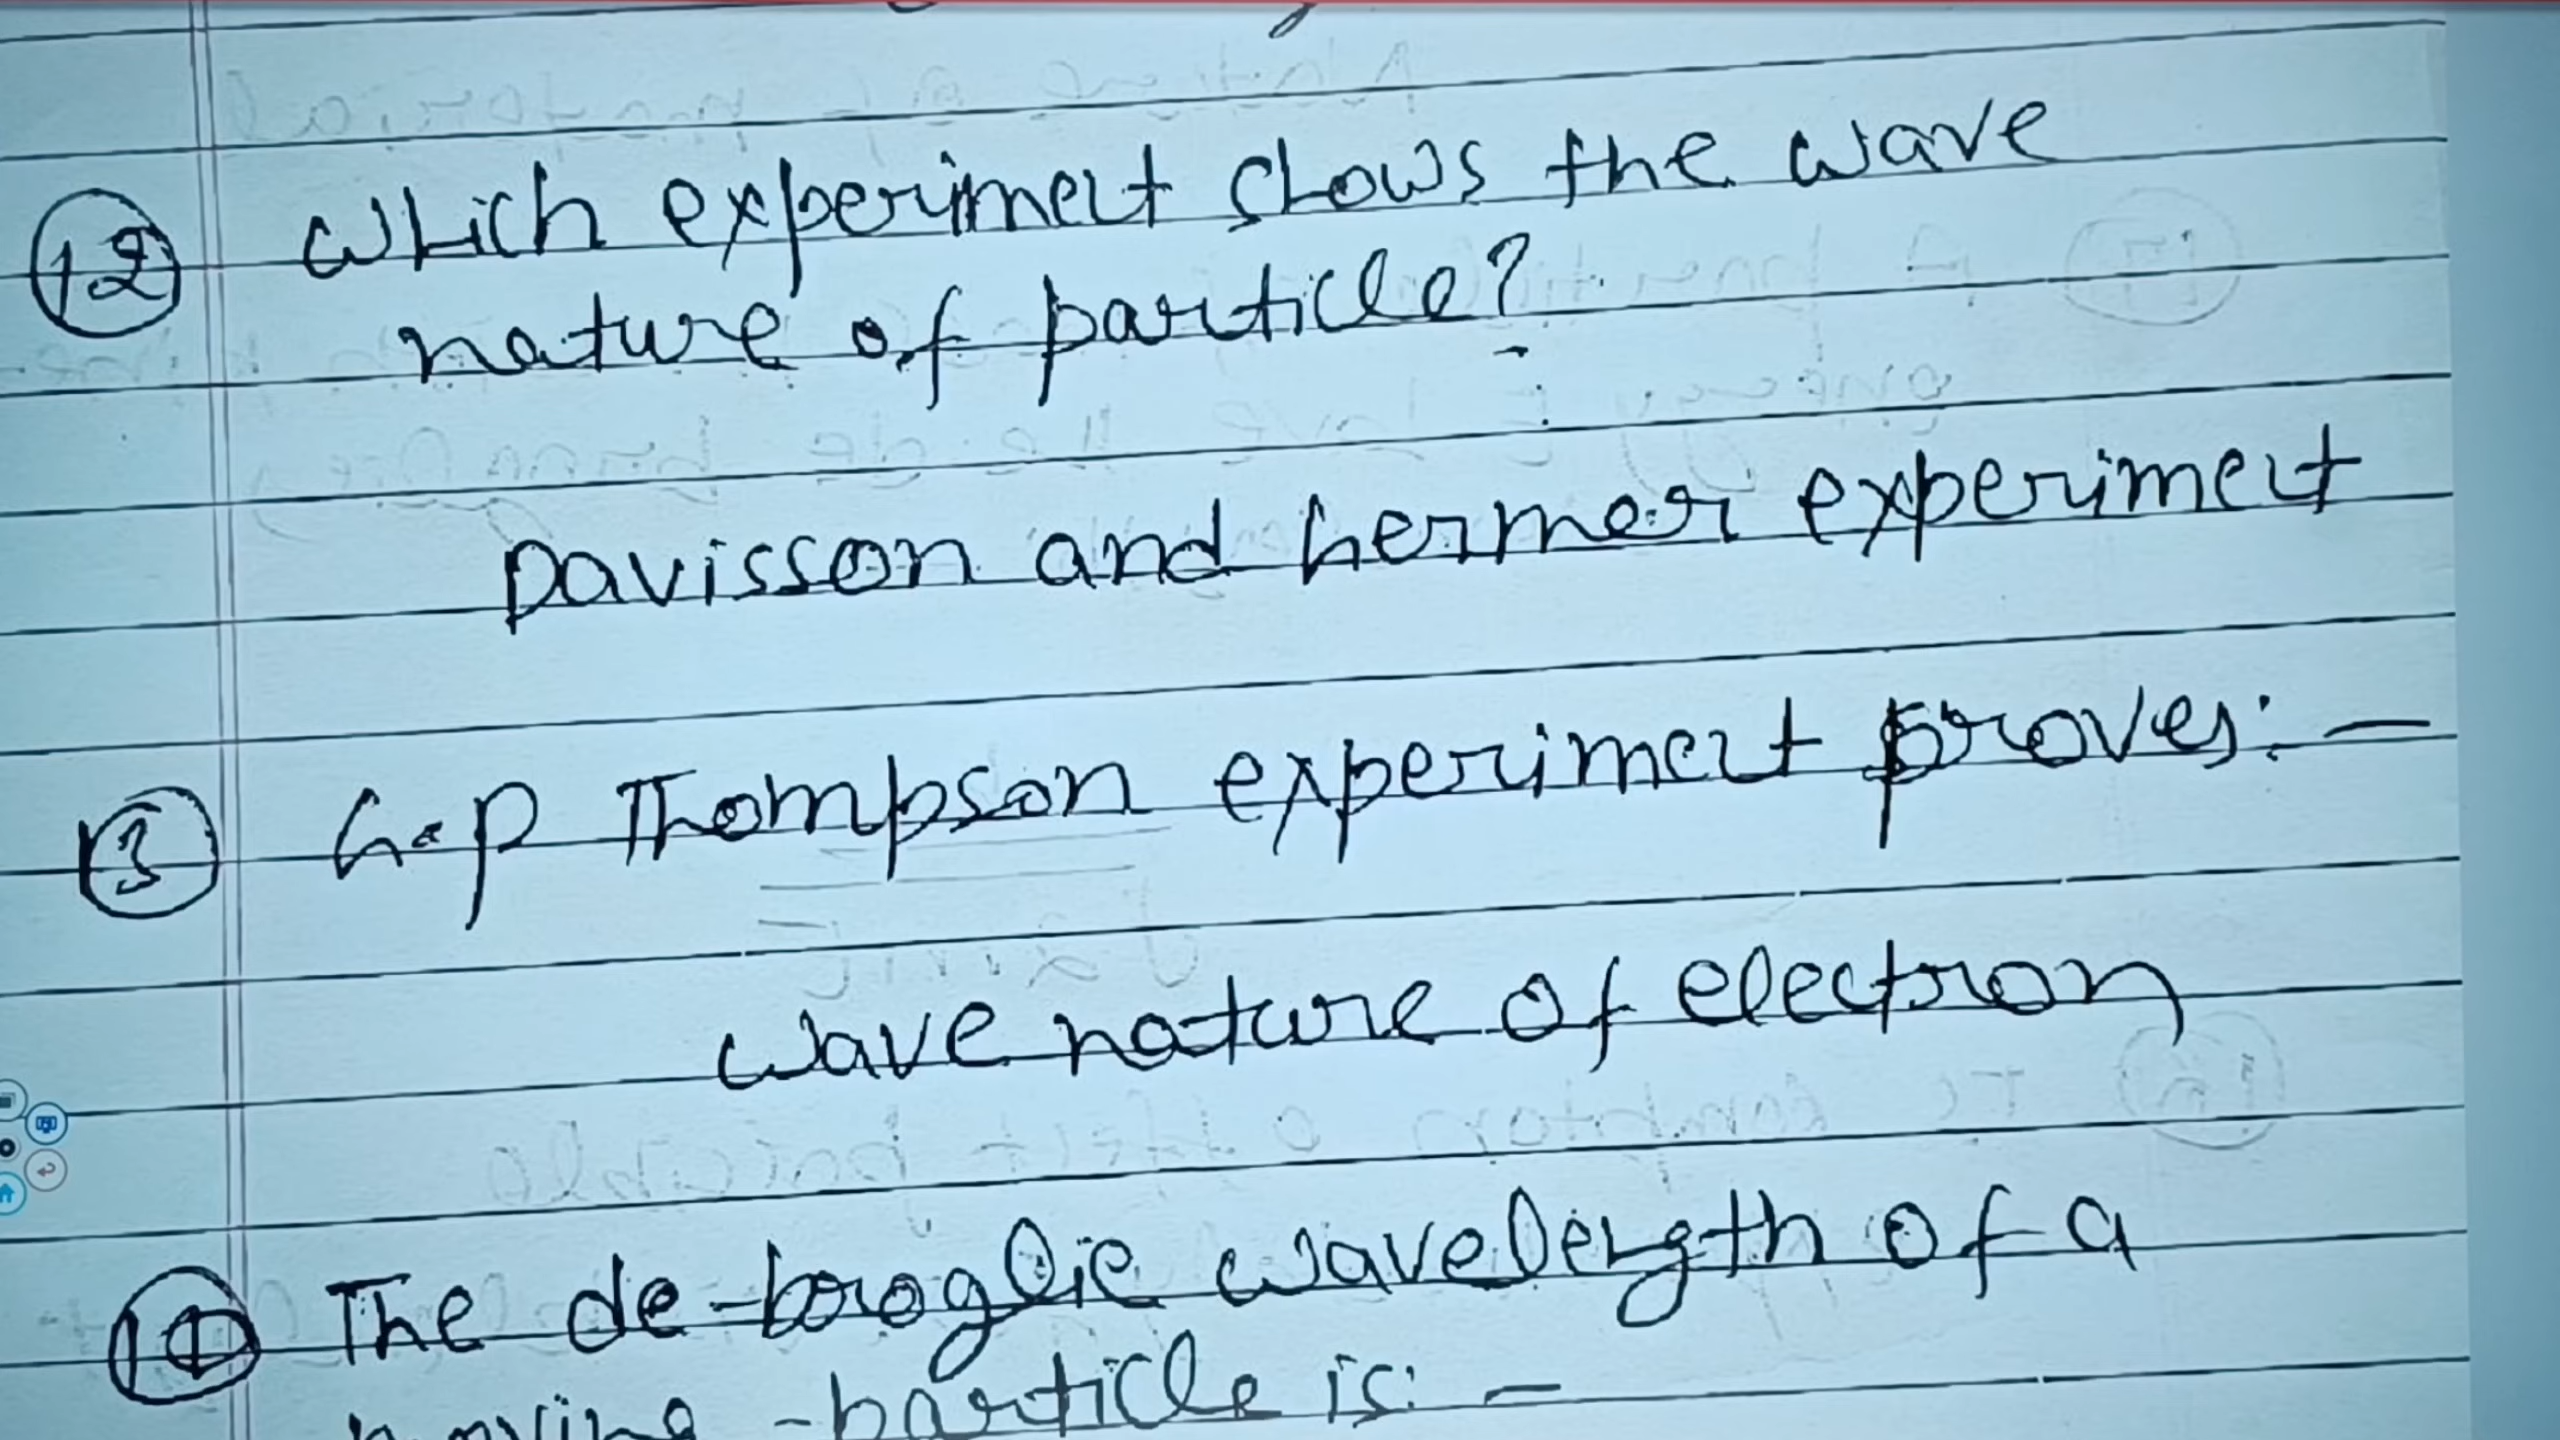 12 Which experiment shows the wave
nature of particle?
Davisson and Germer experiment
13 G.P Thompson experiment proves:-
wave nature of electron
14 The de-broglie wavelength of a
moving -particle is:-